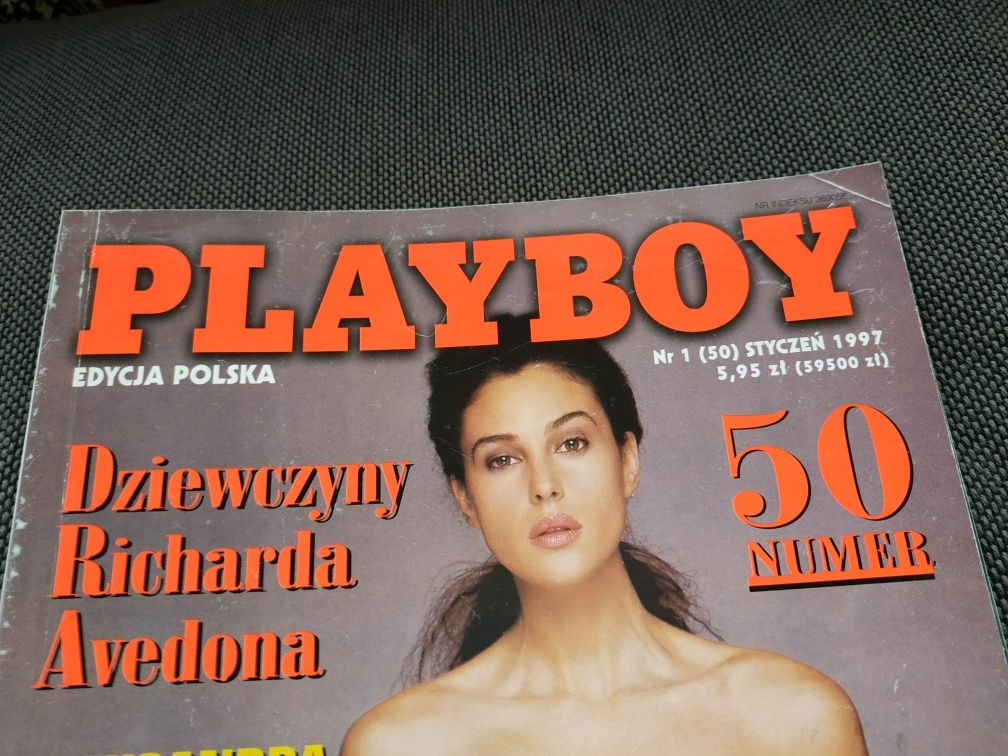 NR INDEKSU 369055
PLAYBOY
EDYCJA POLSKA
Nr 1 (50) STYCZEŃ 1997
5,95 zł (59500 zł)
Dziewczyny
Richarda
Avedona
50
NUMER